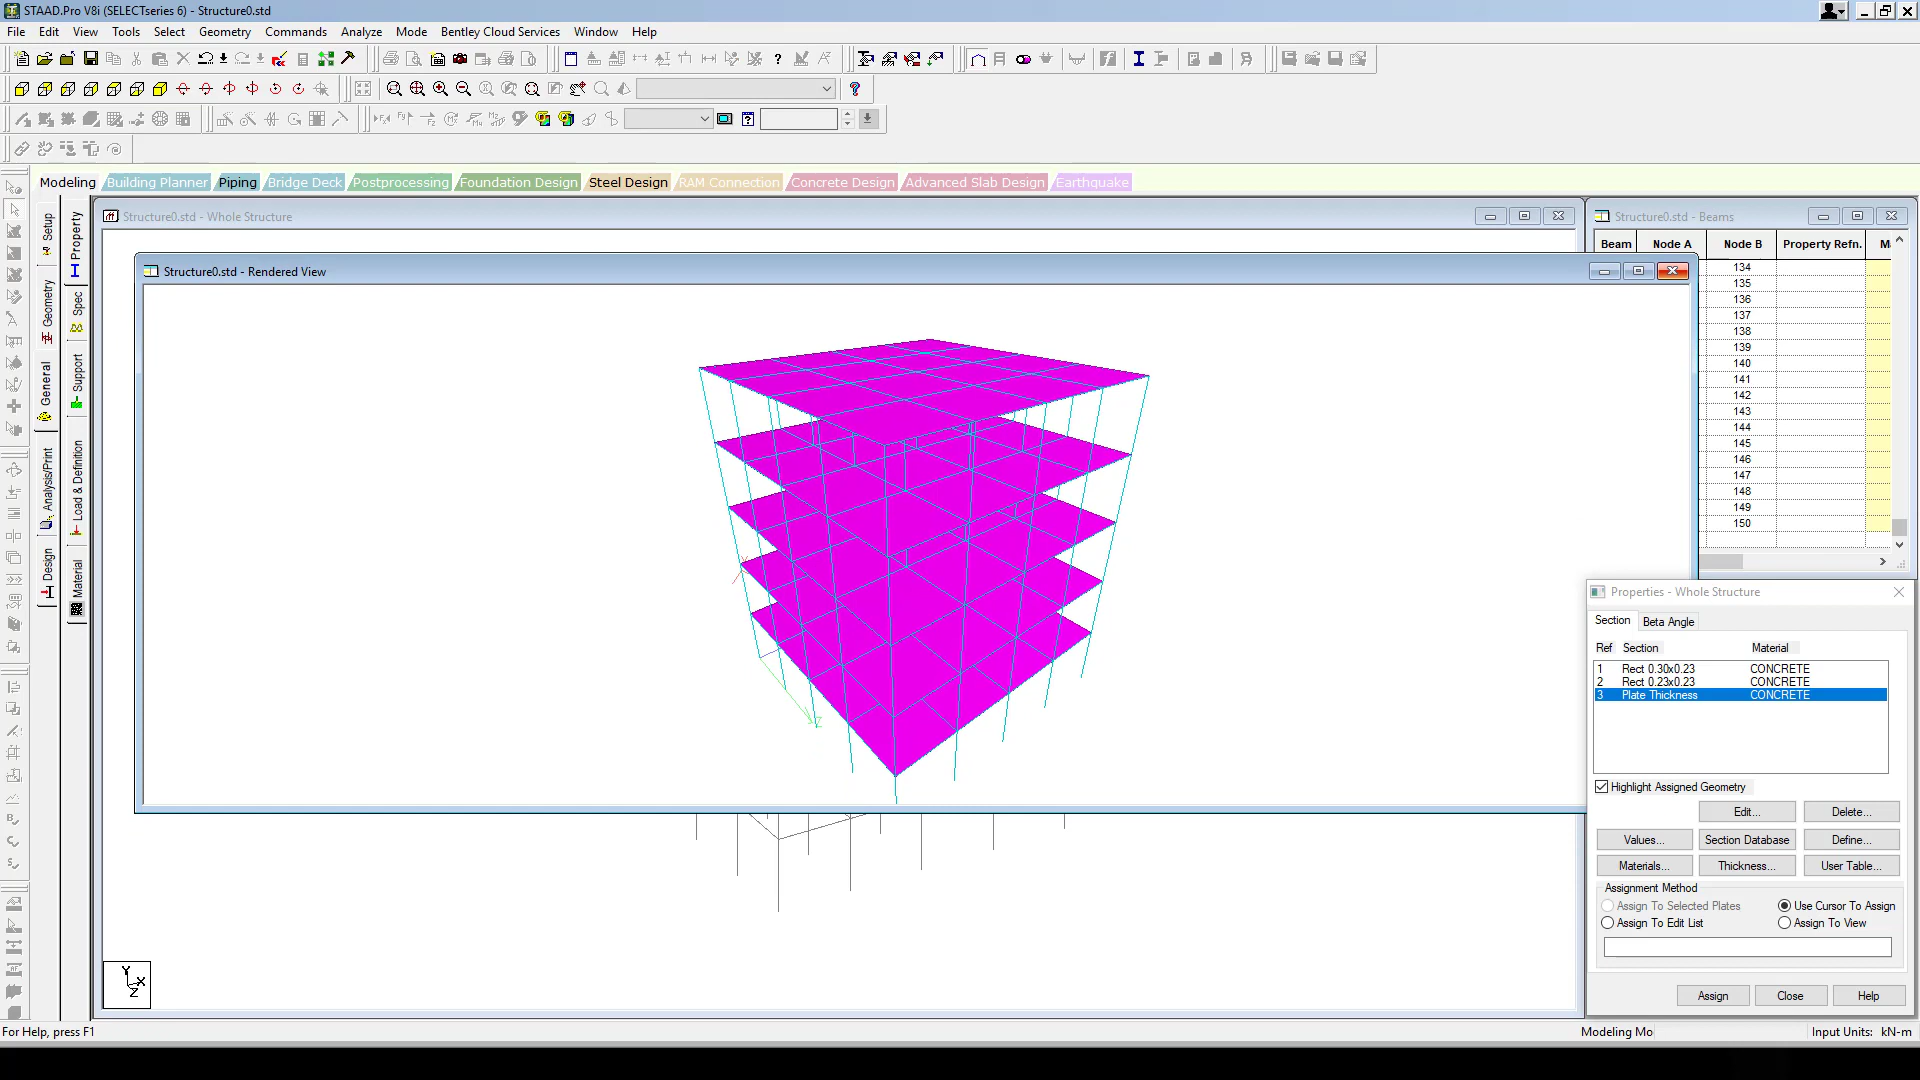 STAAD.Pro V8i (SELECTseries 6) - Structure0.std
File Edit View Tools Select Geometry Commands Analyze Mode Bentley Cloud Services Window Help
Modeling Building Planner Piping Bridge Deck Postprocessing Foundation Design Steel Design RAM Connection Concrete Design Advanced Slab Design Earthquake
Setup
Geometry
General
Analysis/Print
Design
Property
Spec
Support
Load & Definition
Material
Structure0.std - Whole Structure
Structure0.std - Rendered View
Z
Y
X
Z
Structure0.std - Beams
Beam Node A Node B Property Refn. M
134
135
136
137
138
139
140
141
142
143
144
145
146
147
148
149
150
Properties - Whole Structure
Section Beta Angle
Ref Section Material
1 Rect 0.30x0.23 CONCRETE
2 Rect 0.23x0.23 CONCRETE
3 Plate Thickness CONCRETE
Highlight Assigned Geometry
Edit... Delete...
Values... Section Database Define...
Materials... Thickness... User Table...
Assignment Method
Assign To Selected Plates Use Cursor To Assign
Assign To Edit List Assign To View
Assign Close Help
For Help, press F1
Modeling Mo Input Units: kN-m